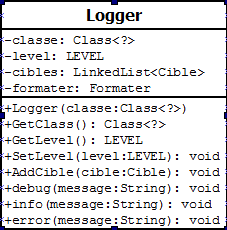 Logger
-classe: Class<?>
-level: LEVEL
-cibles: LinkedList<Cible>
-formater: Formater
+Logger(classe:Class<?>)
+GetClass(): Class<?>
+GetLevel(): LEVEL
+SetLevel(level:LEVEL): void
+AddCible(cible:Cible): void
+debug(message:String): void
+info(message:String): void
+error(message:String): void